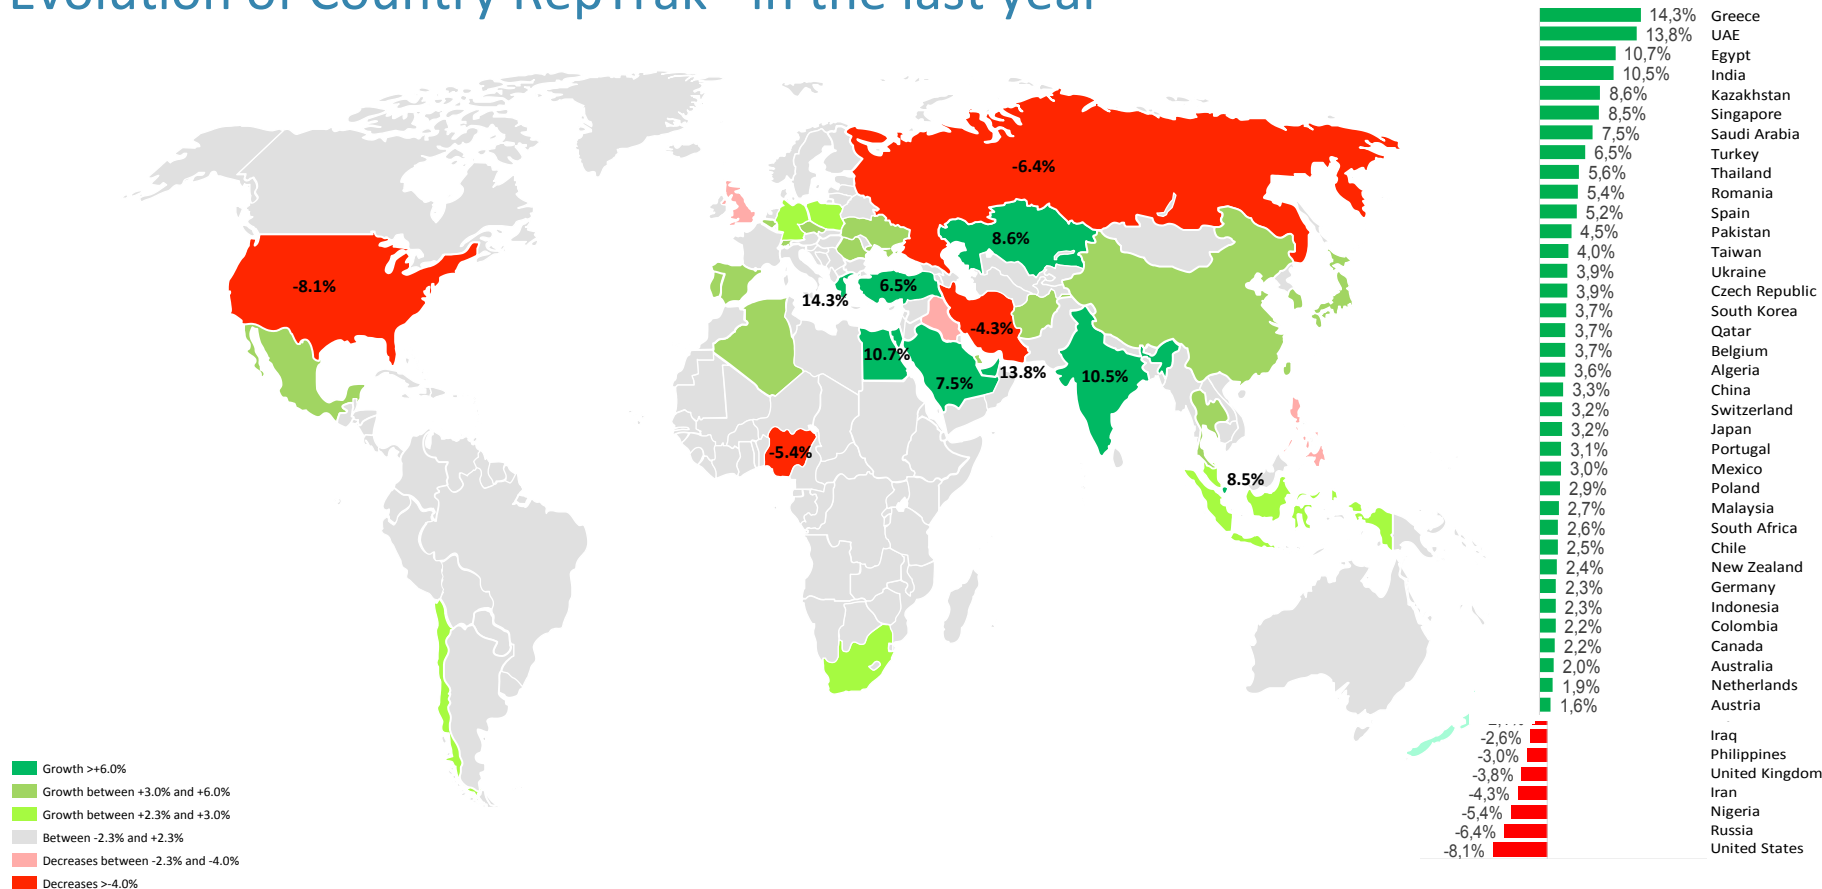 Evolution of Country RepTrak® in the last year
14,3% Greece
13,8% UAE
10,7% Egypt
10,5% India
8,6% Kazakhstan
8,5% Singapore
7,5% Saudi Arabia
6,5% Turkey
5,6% Thailand
5,4% Romania
5,2% Spain
4,5% Pakistan
4,0% Taiwan
3,9% Ukraine
3,9% Czech Republic
3,7% South Korea
3,7% Qatar
3,7% Belgium
3,6% Algeria
3,3% China
3,2% Switzerland
3,2% Japan
3,1% Portugal
3,0% Mexico
2,9% Poland
2,7% Malaysia
2,6% South Africa
2,5% Chile
2,4% New Zealand
2,3% Germany
2,3% Indonesia
2,2% Colombia
2,2% Canada
2,0% Australia
1,9% Netherlands
1,6% Austria
-2,6% Iraq
-3,0% Philippines
-3,8% United Kingdom
-4,3% Iran
-5,4% Nigeria
-6,4% Russia
-8,1% United States
-6.4%
8.6%
-8.1%
6.5%
14.3%
-4.3%
10.7%
13.8%
10.5%
7.5%
-5.4%
8.5%
Growth >+6.0%
Growth between +3.0% and +6.0%
Growth between +2.3% and +3.0%
Between -2.3% and +2.3%
Decreases between -2.3% and -4.0%
Decreases >-4.0%